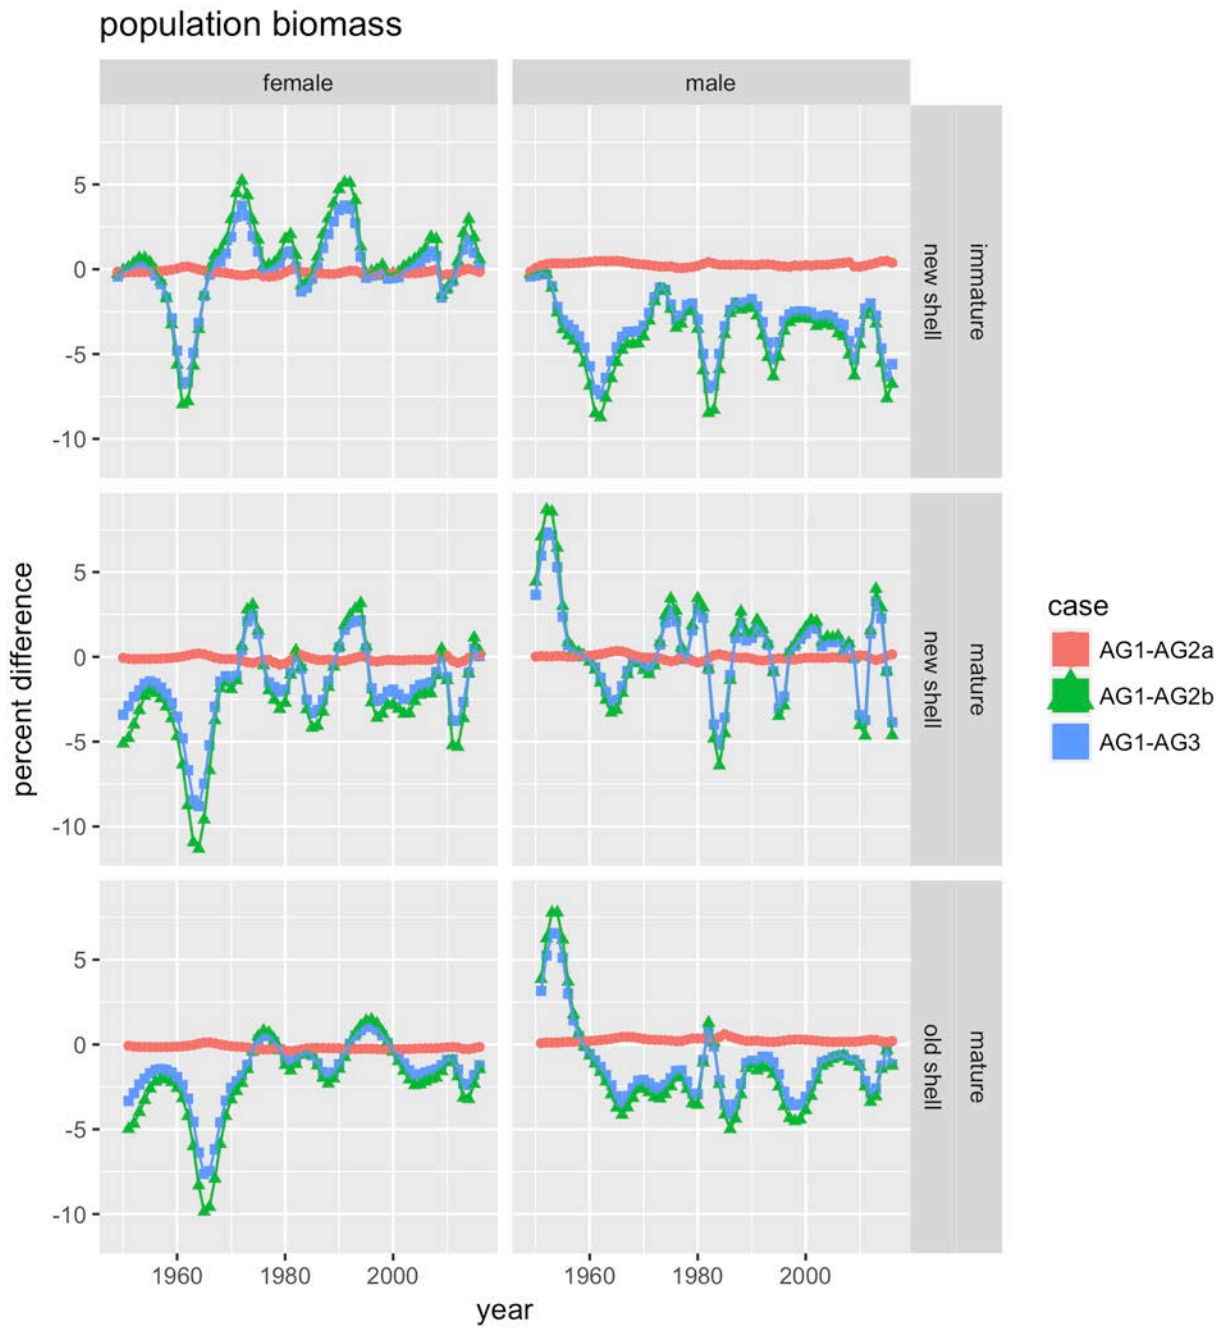 population biomass
female
male
5
0
-5
-10
immature
new shell
5
0
-5
-10
mature
new shell
5
0
-5
-10
mature
old shell
percent difference
1960
1980
2000
1960
1980
2000
year
case
AG1-AG2a
AG1-AG2b
AG1-AG3